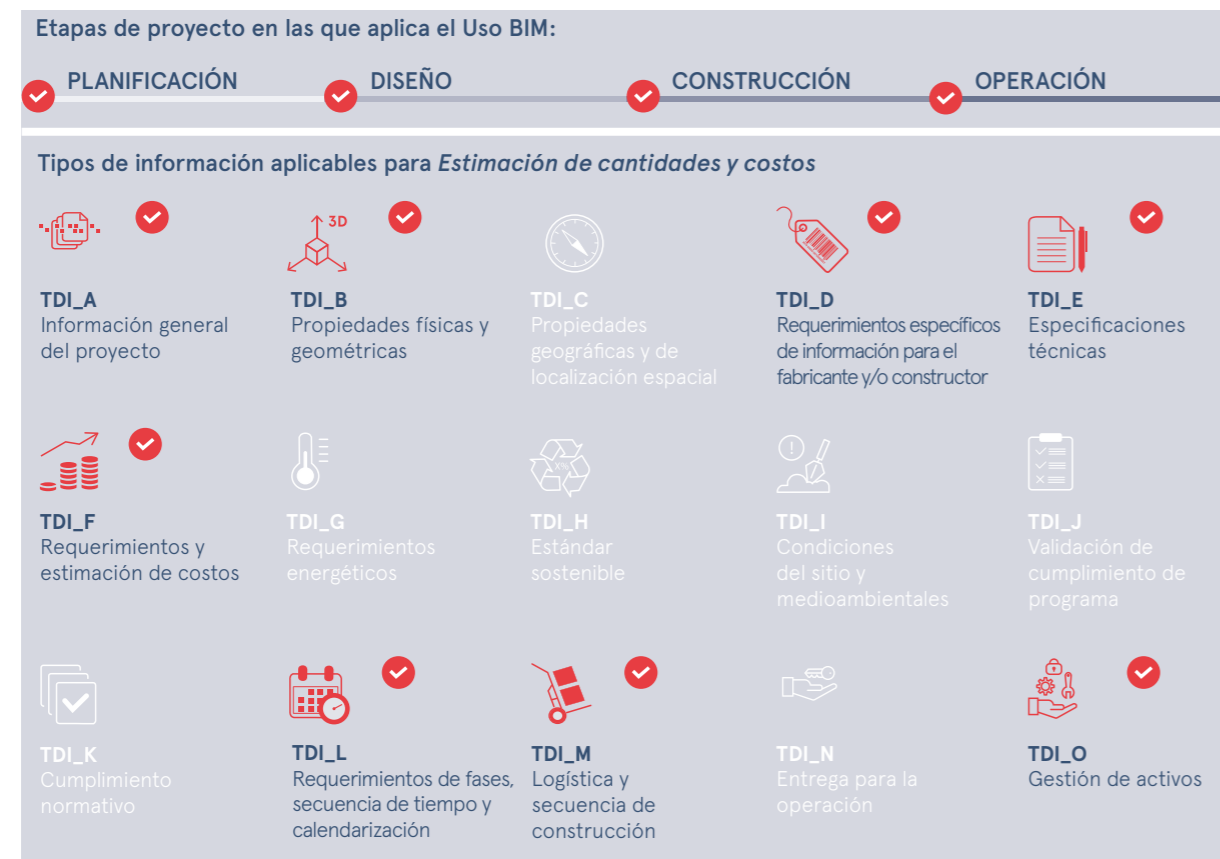 Etapas de proyecto en las que aplica el Uso BIM:
PLANIFICACIÓN
DISEÑO
CONSTRUCCIÓN
OPERACIÓN
Tipos de información aplicables para Estimación de cantidades y costos
TDI_A
Información general
del proyecto
3D
TDI_B
Propiedades físicas y
geométricas
TDI_C
Propiedades
geográficas y de
localización espacial
TDI_D
Requerimientos específicos
de información para el
fabricante y/o constructor
TDI_E
Especificaciones
técnicas
TDI_F
Requerimientos y
estimación de costos
TDI_G
Requerimientos
energéticos
X%
TDI_H
Estándar
sostenible
TDI_I
Condiciones
del sitio y
medioambientales
TDI_J
Validación de
cumplimiento de
programa
TDI_K
Cumplimiento
normativo
TDI_L
Requerimientos de fases,
secuencia de tiempo y
calendarización
TDI_M
Logística y
secuencia de
construcción
TDI_N
Entrega para la
operación
TDI_O
Gestión de activos